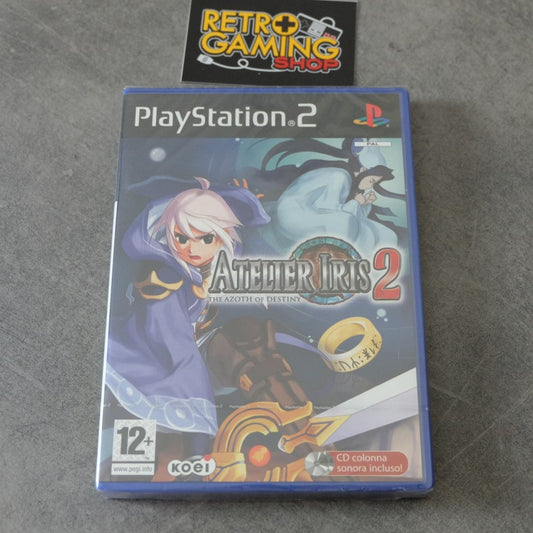 RETRO
GAMING
SHOP
PlayStation®2
PAL
ATELIER IRIS 2
THE AZOTH OF DESTINY
12+
www.pegi.info
KOEI
CD colonna
sonora incluso!